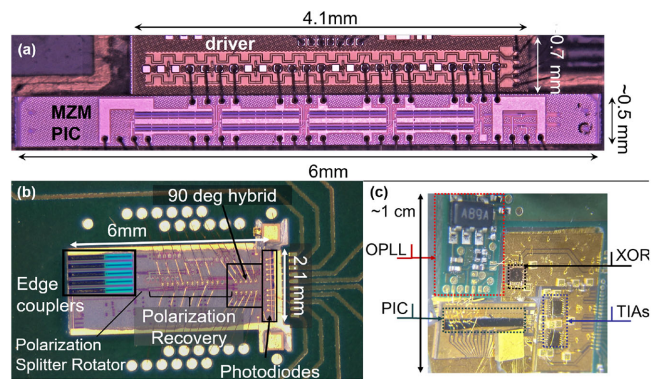 4.1mm
(a)
driver
~0.7 mm
MZM
PIC
~0.5 mm
6mm
(b)
90 deg hybrid
6mm
2.1 mm
Edge
couplers
Polarization
Recovery
Polarization
Splitter Rotator
Photodiodes
(c)
~1 cm
A89A
OPLL
XOR
PIC
TIAs